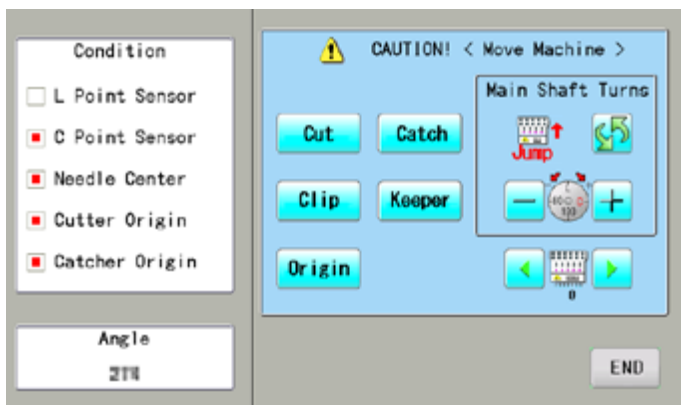 Condition
L Point Sensor
C Point Sensor
Needle Center
Cutter Origin
Catcher Origin
Angle
CAUTION! < Move Machine >
Main Shaft Turns
Cut
Catch
Jump
Clip
Keeper
Origin
0
END